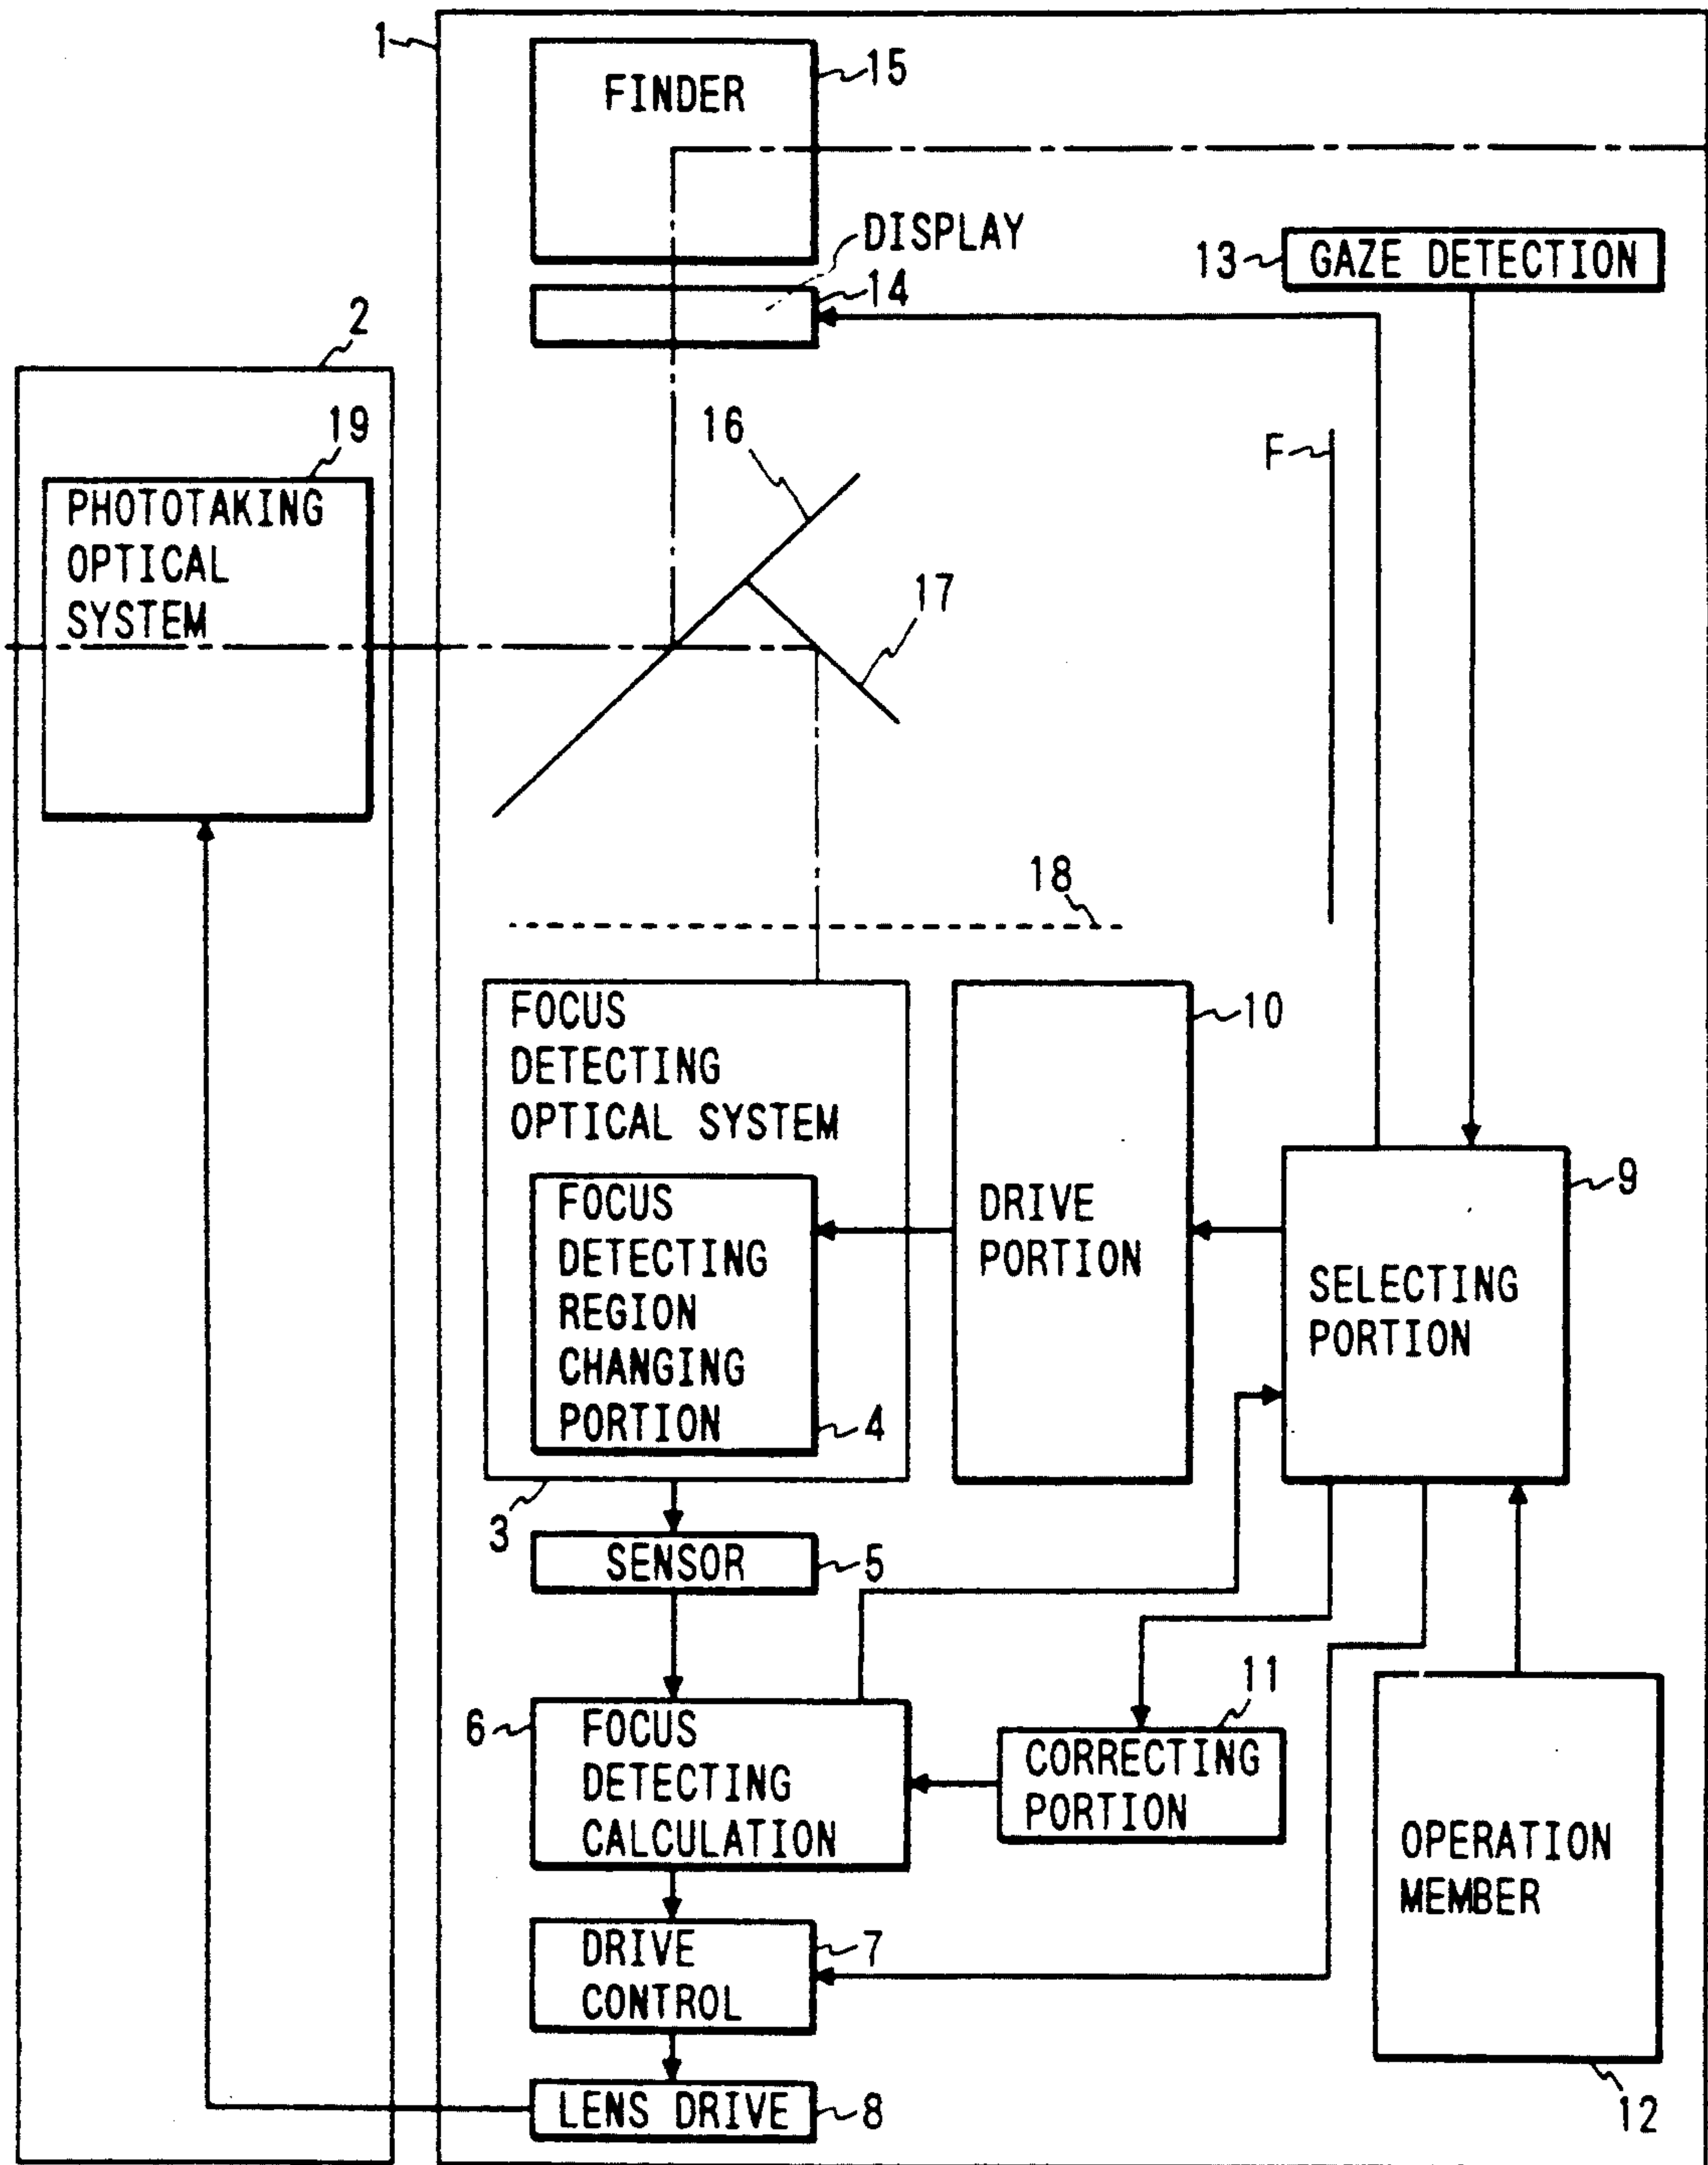 1
FINDER
15
DISPLAY
14
13
GAZE DETECTION
2
19
PHOTOTAKING
OPTICAL
SYSTEM
16
F
17
18
FOCUS
DETECTING
OPTICAL SYSTEM
10
FOCUS
DETECTING
REGION
CHANGING
PORTION
4
DRIVE
PORTION
9
SELECTING
PORTION
3
SENSOR
5
6
FOCUS
DETECTING
CALCULATION
11
CORRECTING
PORTION
OPERATION
MEMBER
DRIVE
CONTROL
7
LENS DRIVE
8
12